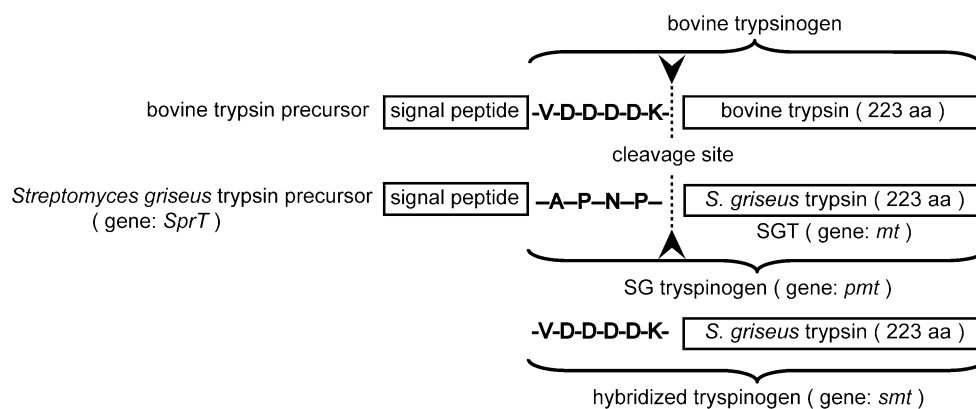 bovine trypsinogen
bovine trypsin precursor signal peptide -V-D-D-D-D-K- bovine trypsin ( 223 aa )
cleavage site
Streptomyces griseus trypsin precursor signal peptide –A–P–N–P– S. griseus trypsin ( 223 aa )
( gene: SprT ) SGT ( gene: mt )
SG tryspinogen ( gene: pmt )
-V-D-D-D-D-K- S. griseus trypsin ( 223 aa )
hybridized tryspinogen ( gene: smt )